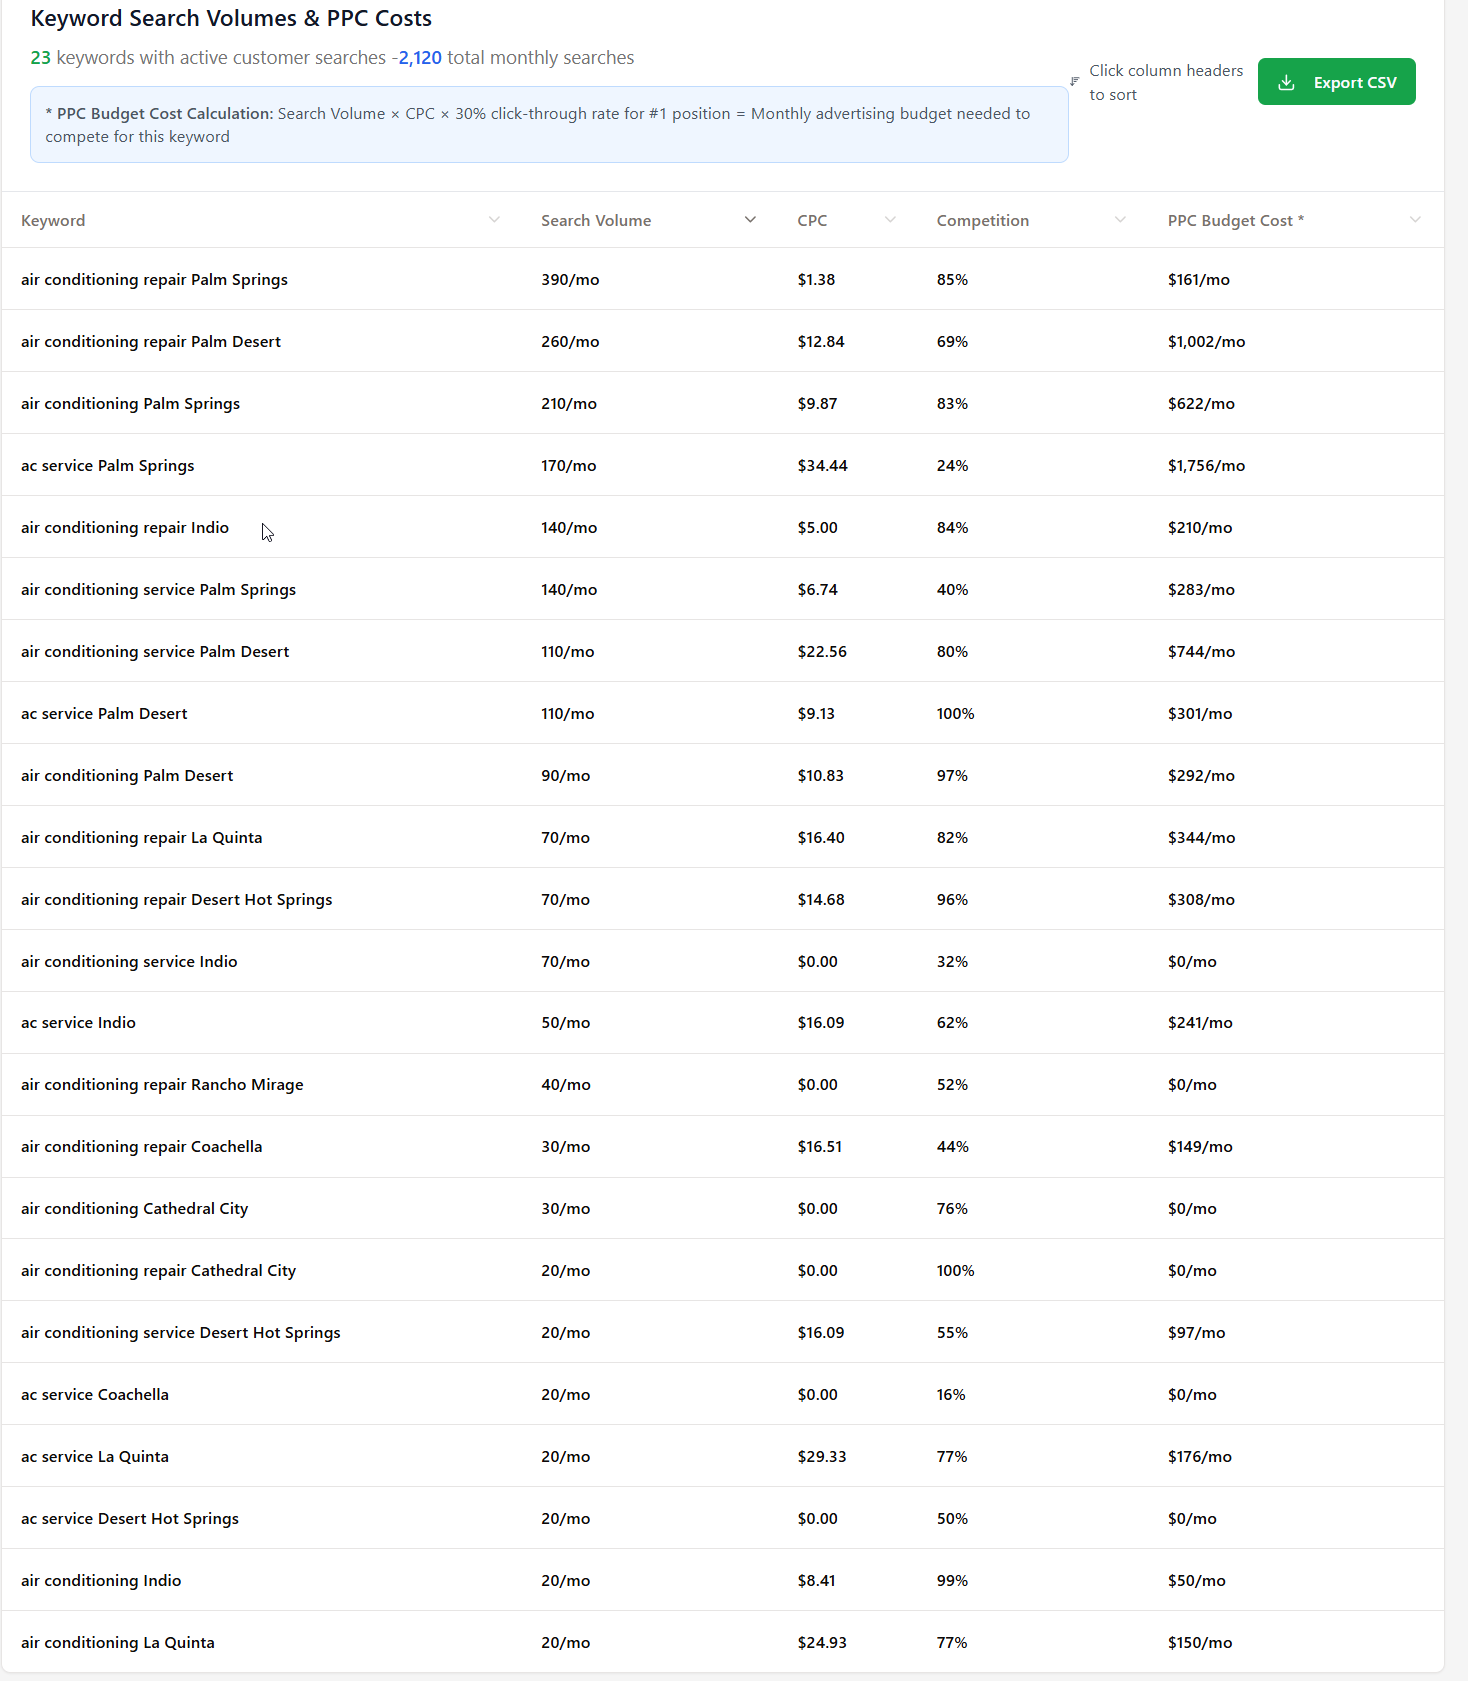 Keyword Search Volumes & PPC Costs
23 keywords with active customer searches -2,120 total monthly searches
Click column headers
to sort
Export CSV
* PPC Budget Cost Calculation: Search Volume × CPC × 30% click-through rate for #1 position = Monthly advertising budget needed to
compete for this keyword
Keyword Search Volume CPC Competition PPC Budget Cost *
air conditioning repair Palm Springs 390/mo $1.38 85% $161/mo
air conditioning repair Palm Desert 260/mo $12.84 69% $1,002/mo
air conditioning Palm Springs 210/mo $9.87 83% $622/mo
ac service Palm Springs 170/mo $34.44 24% $1,756/mo
air conditioning repair Indio 140/mo $5.00 84% $210/mo
air conditioning service Palm Springs 140/mo $6.74 40% $283/mo
air conditioning service Palm Desert 110/mo $22.56 80% $744/mo
ac service Palm Desert 110/mo $9.13 100% $301/mo
air conditioning Palm Desert 90/mo $10.83 97% $292/mo
air conditioning repair La Quinta 70/mo $16.40 82% $344/mo
air conditioning repair Desert Hot Springs 70/mo $14.68 96% $308/mo
air conditioning service Indio 70/mo $0.00 32% $0/mo
ac service Indio 50/mo $16.09 62% $241/mo
air conditioning repair Rancho Mirage 40/mo $0.00 52% $0/mo
air conditioning repair Coachella 30/mo $16.51 44% $149/mo
air conditioning Cathedral City 30/mo $0.00 76% $0/mo
air conditioning repair Cathedral City 20/mo $0.00 100% $0/mo
air conditioning service Desert Hot Springs 20/mo $16.09 55% $97/mo
ac service Coachella 20/mo $0.00 16% $0/mo
ac service La Quinta 20/mo $29.33 77% $176/mo
ac service Desert Hot Springs 20/mo $0.00 50% $0/mo
air conditioning Indio 20/mo $8.41 99% $50/mo
air conditioning La Quinta 20/mo $24.93 77% $150/mo